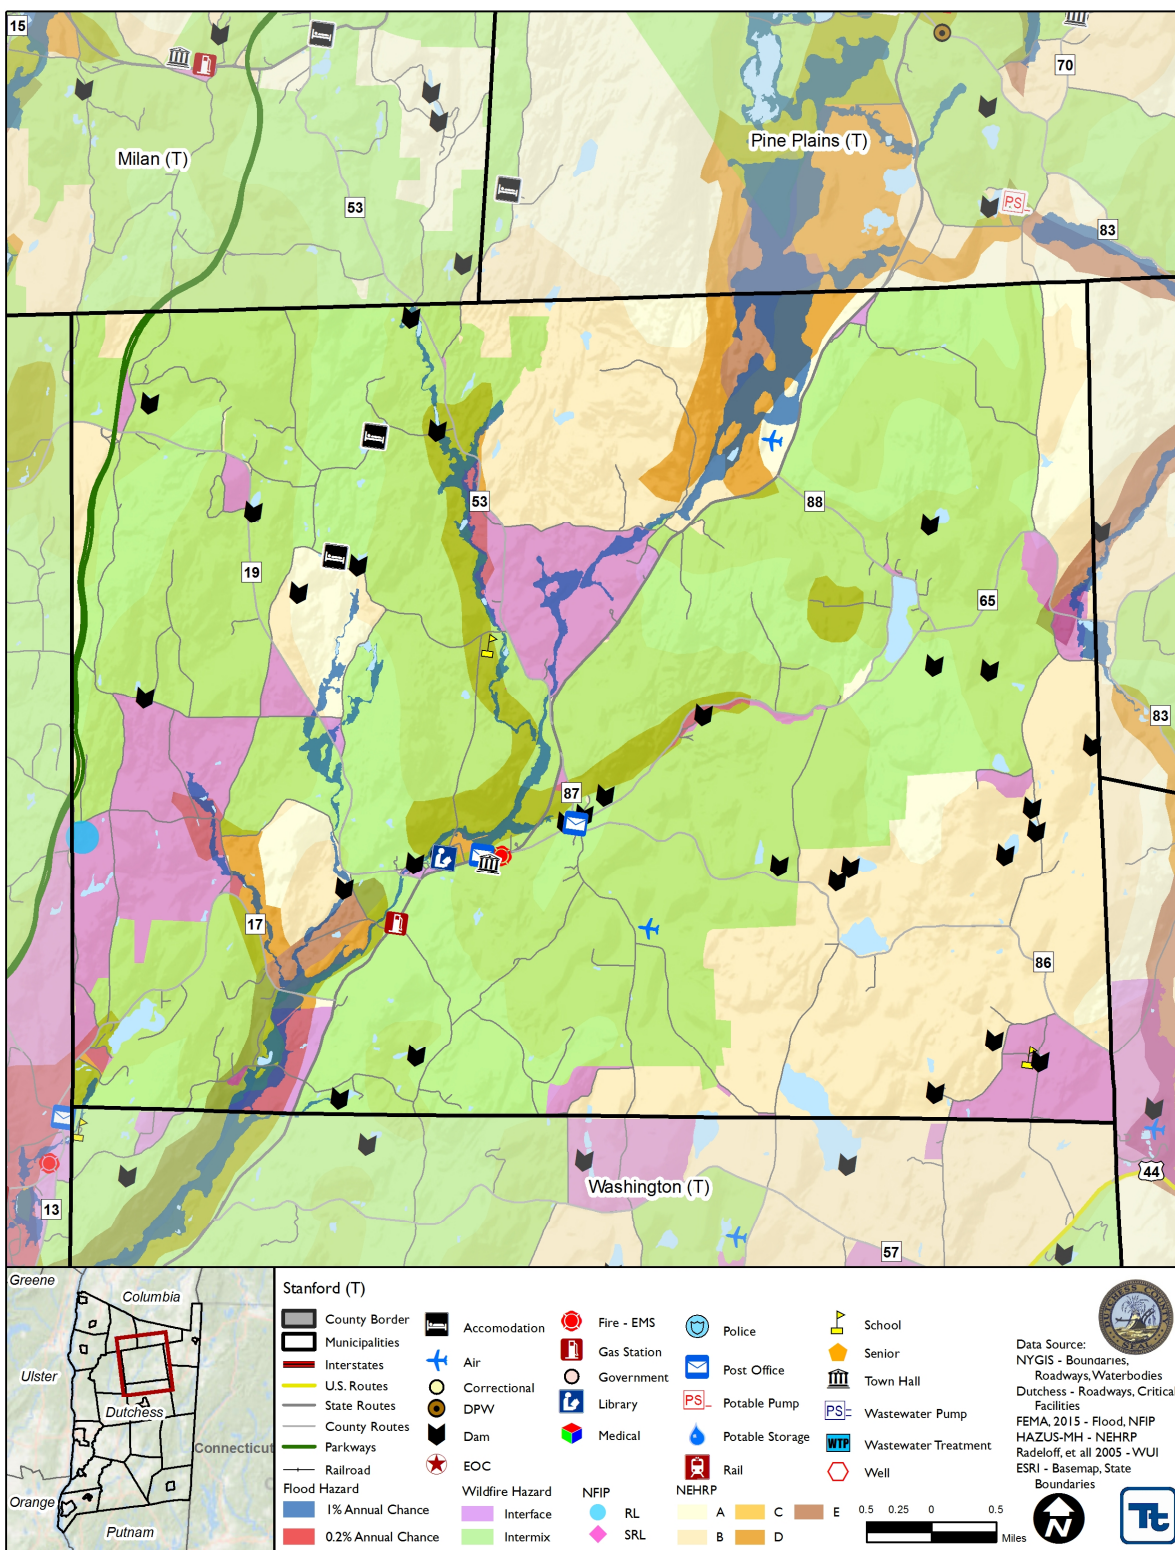 15
70
Pine Plains (T)
Milan (T)
PS
53
83
53
88
19
65
83
87
17
86
44
Washington (T)
13
57
Greene
Columbia
Ulster
Dutchess
Connecticut
Orange
Putnam
Stanford (T)
County Border
Municipalities
Interstates
U.S. Routes
State Routes
County Routes
Parkways
Railroad
Accomodation
Air
Correctional
DPW
Dam
EOC
Fire - EMS
Gas Station
Government
Library
Medical
Police
Post Office
PS Potable Pump
Potable Storage
Rail
School
Senior
Town Hall
PS Wastewater Pump
WTP Wastewater Treatment
Well
Flood Hazard
1% Annual Chance
0.2% Annual Chance
Wildfire Hazard
Interface
Intermix
NFIP
RL
SRL
NEHRP
A
B
C
D
E
0.5 0.25 0 0.5
Miles
DUTCHESS COUNTY
SEAL
Data Source:
NYGIS - Boundaries,
Roadways, Waterbodies
Dutchess - Roadways, Critical
Facilities
FEMA, 2015 - Flood, NFIP
HAZUS-MH - NEHRP
Radeloff, et all 2005 - WUI
ESRI - Basemap, State
Boundaries
N
Tt